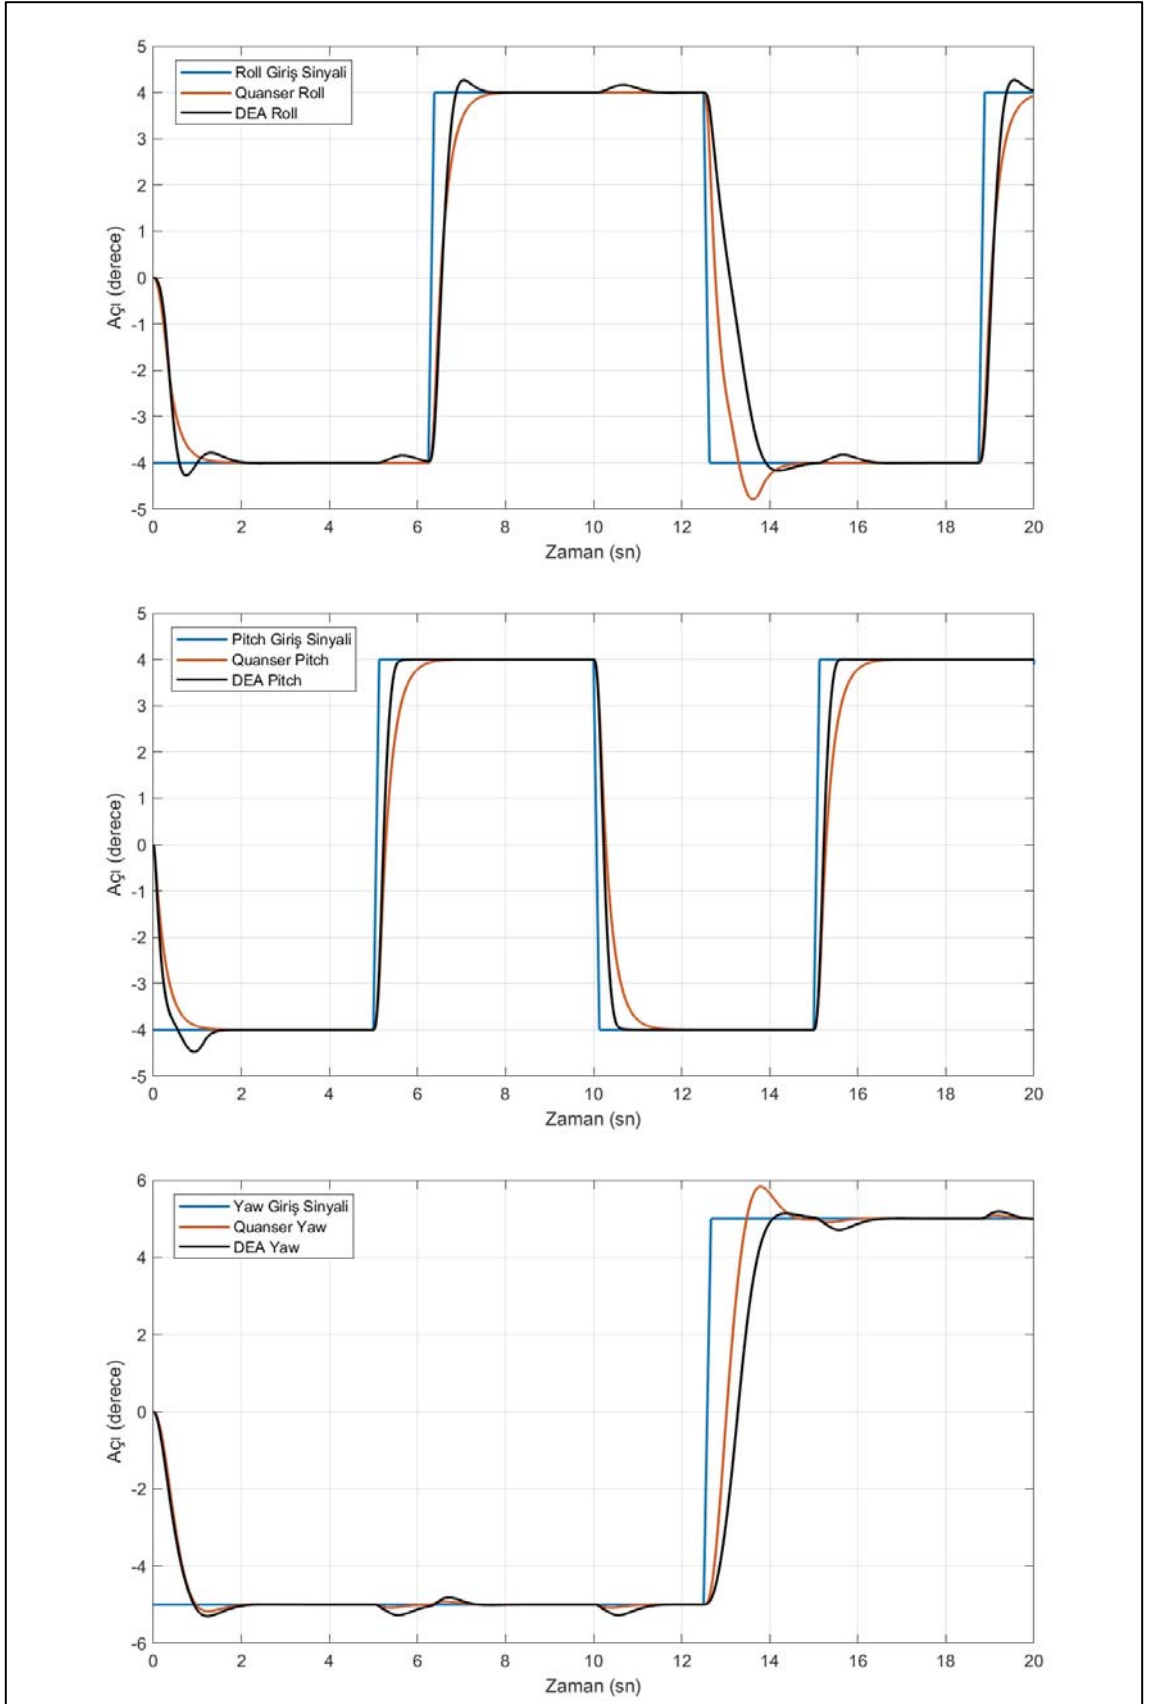 5
4
3
2
1
0
-1
-2
-3
-4
-5
Roll Giriş Sinyali
Quanser Roll
DEA Roll
Açı (derece)
0 2 4 6 8 10 12 14 16 18 20
Zaman (sn)
5
4
3
2
1
0
-1
-2
-3
-4
-5
Pitch Giriş Sinyali
Quanser Pitch
DEA Pitch
Açı (derece)
0 2 4 6 8 10 12 14 16 18 20
Zaman (sn)
6
4
2
0
-2
-4
-6
Yaw Giriş Sinyali
Quanser Yaw
DEA Yaw
Açı (derece)
0 2 4 6 8 10 12 14 16 18 20
Zaman (sn)